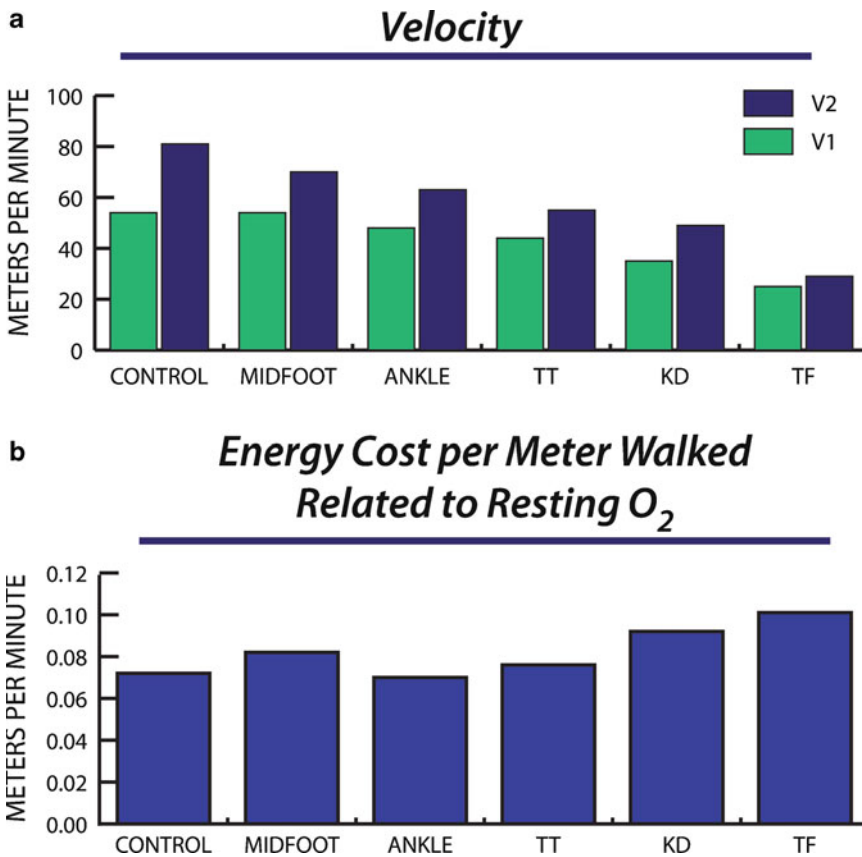 a
Velocity
METERS PER MINUTE
100
80
60
40
20
0
V2
V1
CONTROL MIDFOOT ANKLE TT KD TF
b
Energy Cost per Meter Walked
Related to Resting O₂
METERS PER MINUTE
0.12
0.10
0.08
0.06
0.04
0.02
0.00
CONTROL MIDFOOT ANKLE TT KD TF